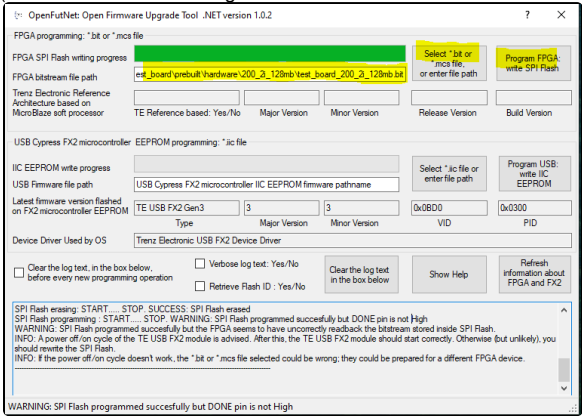 OpenFutNet: Open Firmware Upgrade Tool .NET version 1.0.2
FPGA programming: *.bit or *.mcs file
FPGA SPI Flash writing progress
Select *.bit or
*.mcs file,
or enter file path
Program FPGA:
write SPI Flash
FPGA bitstream file path
est_board\prebuilt\hardware\200_2i_128mb\test_board_200_2i_128mb.bit
Trenz Electronic Reference
Architecture based on
MicroBlaze soft processor
TE Reference based: Yes/No
Major Version
Minor Version
Release Version
Build Version
USB Cypress FX2 microcontroller EEPROM programming: *.iic file
IIC EEPROM write progress
Select *.iic file or
enter file path
Program USB:
write IIC
EEPROM
USB Firmware file path
USB Cypress FX2 microcontroller IIC EEPROM firmware pathname
Latest firmware version flashed
on FX2 microcontroller EEPROM
TE USB FX2 Gen3
3
3
0x0BD0
0x0300
Type
Major Version
Minor Version
VID
PID
Device Driver Used by OS
Trenz Electronic USB FX2 Device Driver
Clear the log text, in the box below,
before every new programming operation
Verbose log text: Yes/No
Retrieve Flash ID : Yes/No
Clear the log text
in the box below
Show Help
Refresh
information about
FPGA and FX2
SPI Flash erasing: START..... STOP. SUCCESS: SPI Flash erased
SPI Flash programming : START..... STOP. WARNING: SPI Flash programmed succesfully but DONE pin is not High
WARNING: SPI Flash programmed succesfully but the FPGA seems to have uncorrectly readback the bitstream stored inside SPI Flash.
INFO: A power off/on cycle of the TE USB FX2 module is advised. After this, the TE USB FX2 module should start correctly. Otherwise (but unlikely), you
should rewrite the SPI Flash.
INFO: If the power off/on cycle doesn't work, the *.bit or *.mcs file selected could be wrong; they could be prepared for a different FPGA device.
WARNING: SPI Flash programmed succesfully but DONE pin is not High